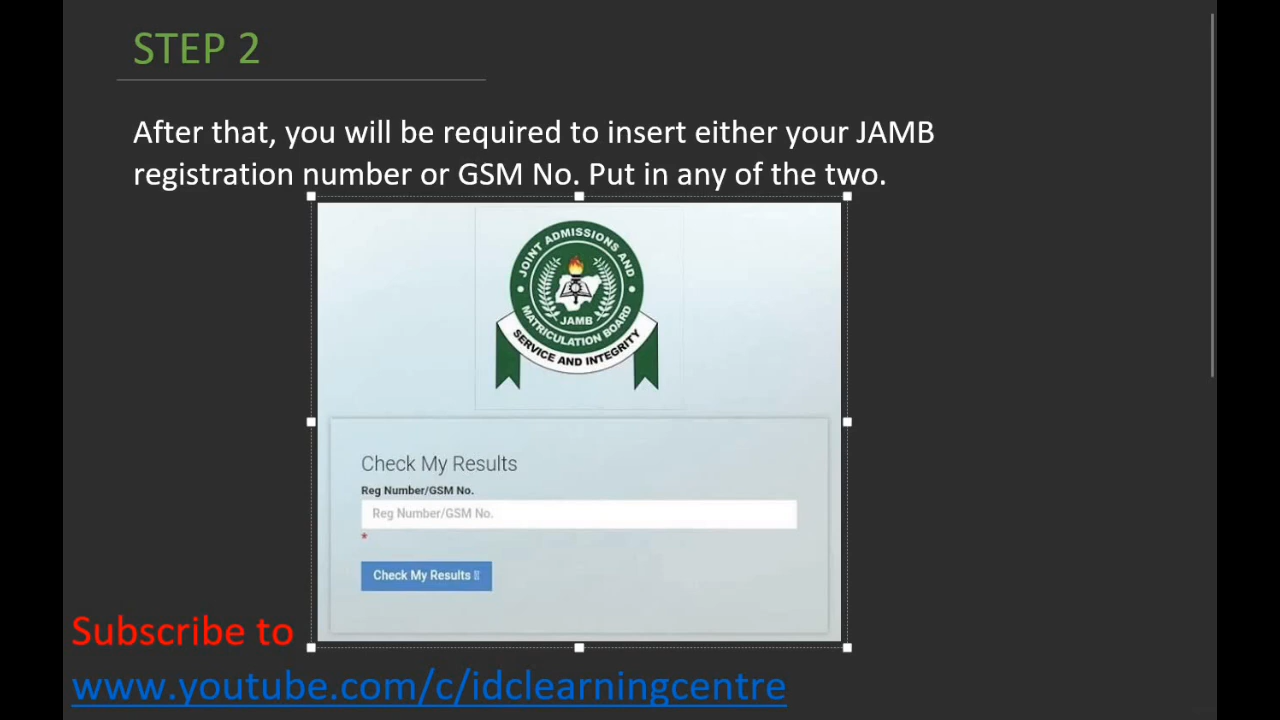 STEP 2
After that, you will be required to insert either your JAMB
registration number or GSM No. Put in any of the two.
JOINT ADMISSIONS AND
MATRICULATION BOARD
JAMB
SERVICE AND INTEGRITY
Check My Results
Reg Number/GSM No.
Reg Number/GSM No.
*
Check My Results
Subscribe to
www.youtube.com/c/idclearningcentre